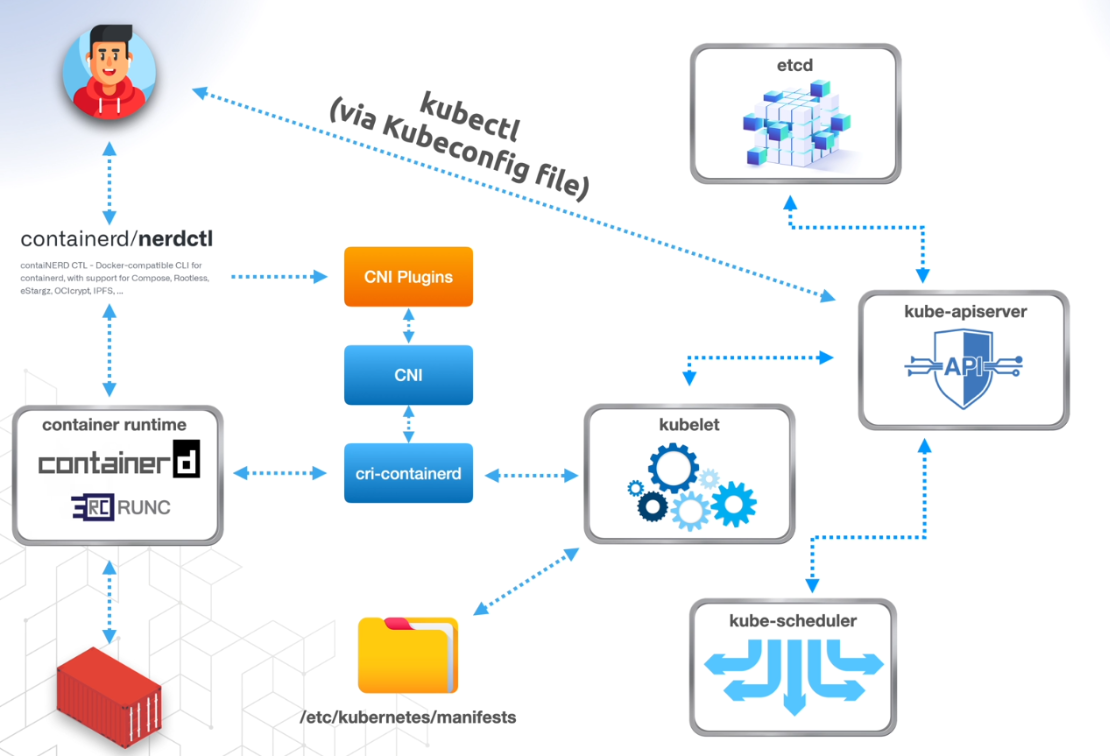 etcd
kubectl
(via Kubeconfig file)
containerd/nerdctl
contaiNERD CTL - Docker-compatible CLI for
containerd, with support for Compose, Rootless,
eStargz, OCIcrypt, IPFS, ...
CNI Plugins
kube-apiserver
API
CNI
container runtime
containerd
RC RUNC
cri-containerd
kubelet
kube-scheduler
/etc/kubernetes/manifests